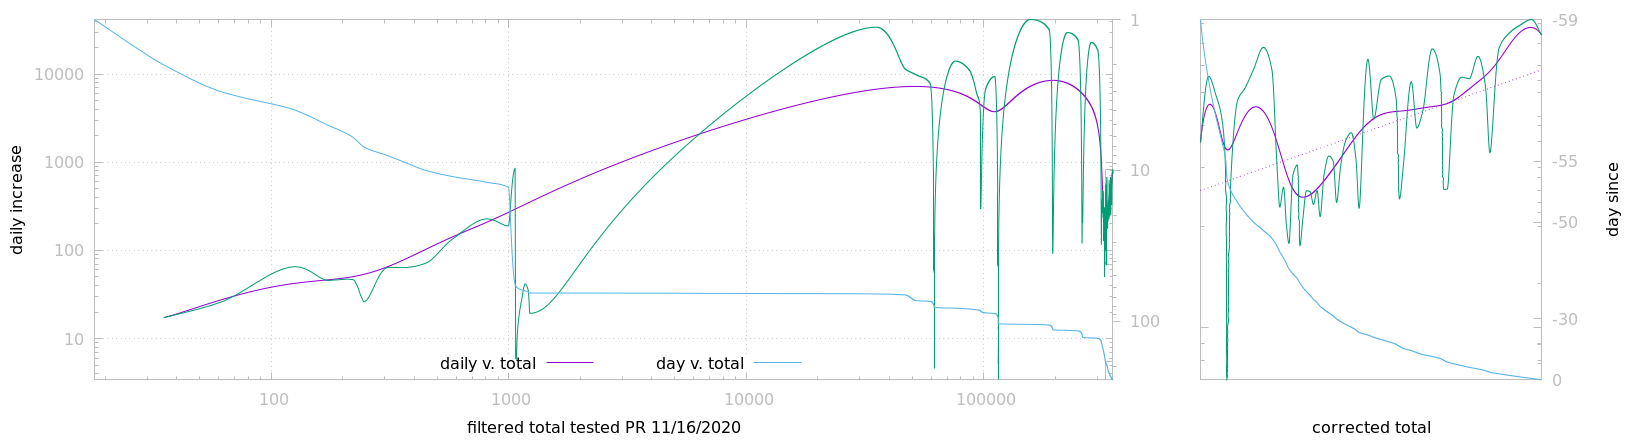 1
-59
10000
daily increase
1000
10
-55
day since
-50
100
100
-30
10
daily v. total
day v. total
0
100
1000
10000
100000
filtered total tested PR 11/16/2020
corrected total